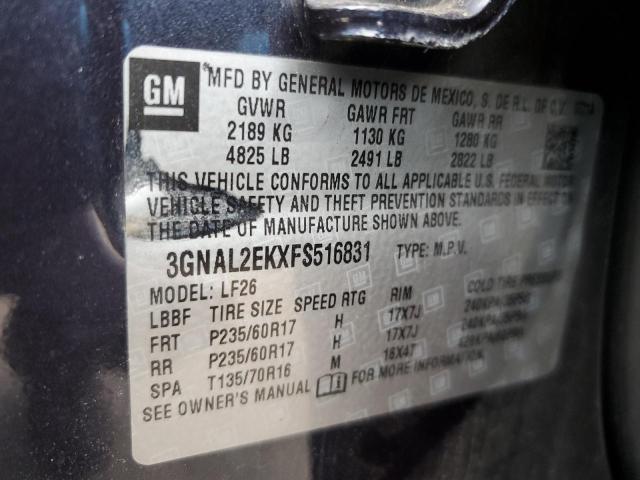 GM
MFD BY GENERAL MOTORS DE MEXICO, S. DE R.L. DE C.V.
GVWR GAWR FRT GAWR RR
2189 KG 1130 KG 1280 KG
4825 LB 2491 LB 2822 LB
THIS VEHICLE CONFORMS TO ALL APPLICABLE U.S. FEDERAL MOTOR
VEHICLE SAFETY AND THEFT PREVENTION STANDARDS IN EFFECT ON
THE DATE OF MANUFACTURE SHOWN ABOVE.
3GNAL2EKXFS516831 TYPE: M.P.V.
MODEL: LF26
LBBF TIRE SIZE SPEED RTG RIM COLD TIRE PRESSURE
FRT P235/60R17 H 17X7J
RR P235/60R17 H 17X7J
SPA T135/70R16 M 16X4T
SEE OWNER'S MANUAL FOR MORE INFORMATION